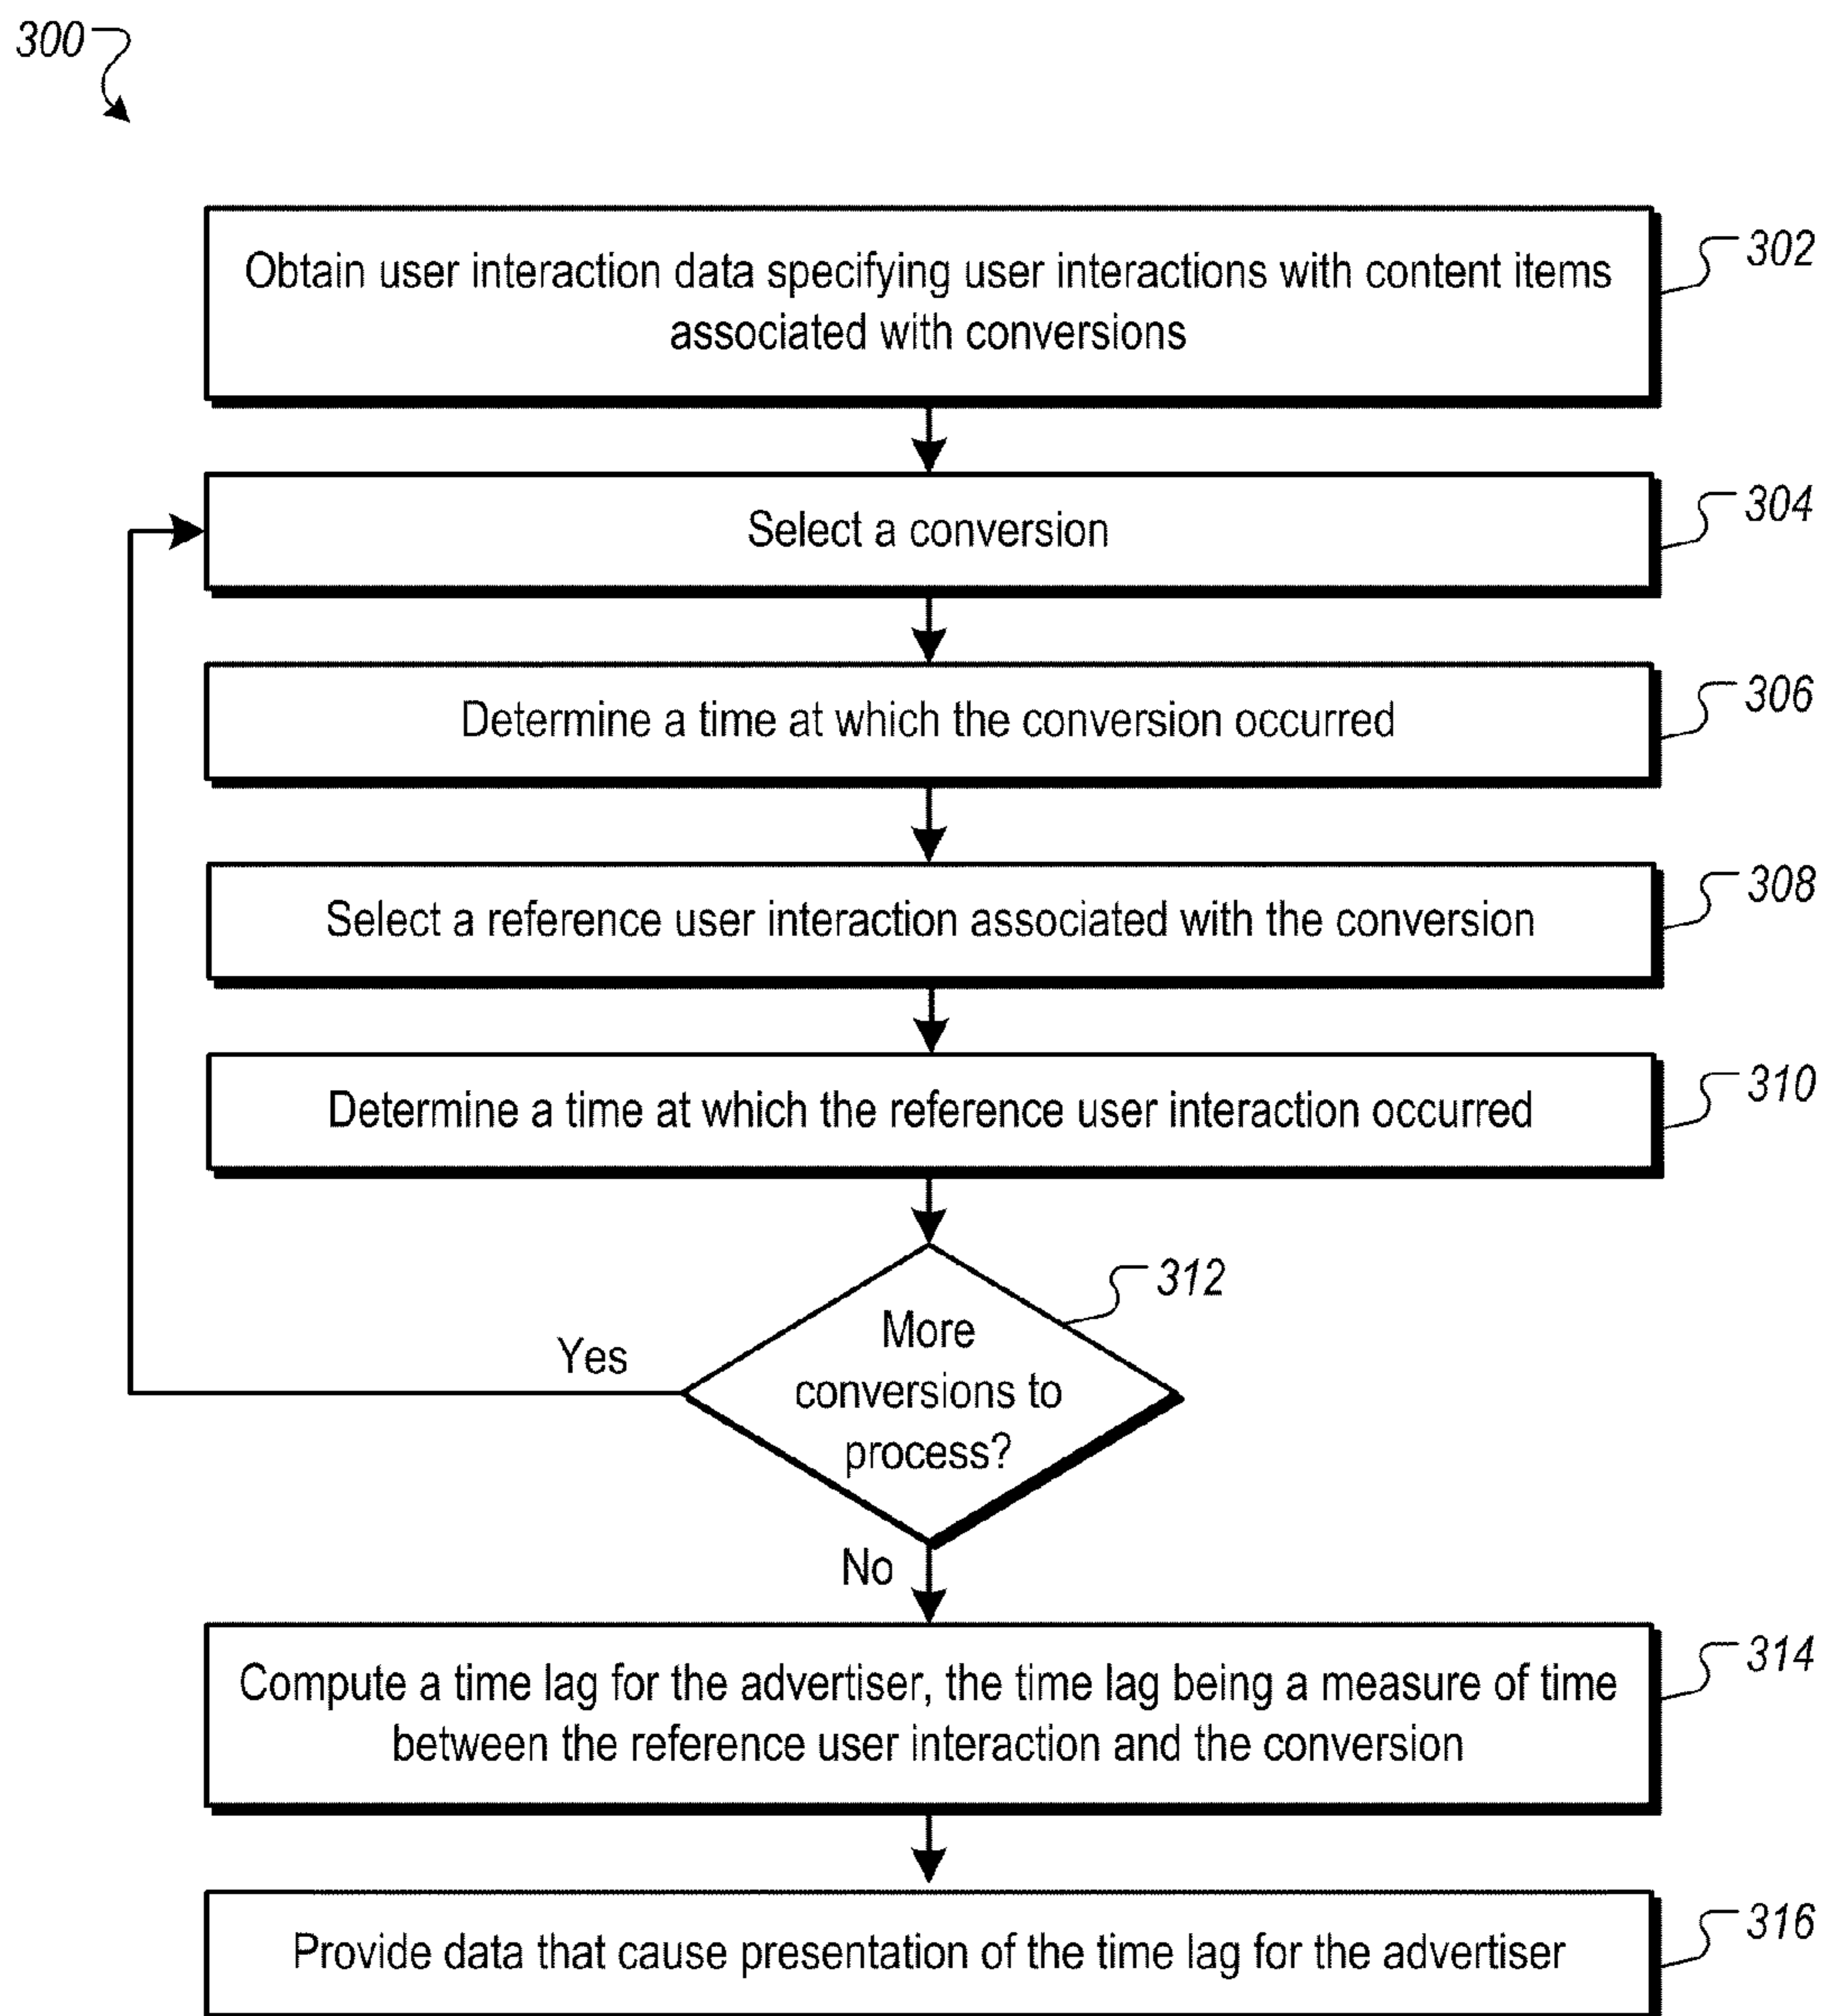 300
Obtain user interaction data specifying user interactions with content items
associated with conversions
302
Select a conversion
304
Determine a time at which the conversion occurred
306
Select a reference user interaction associated with the conversion
308
Determine a time at which the reference user interaction occurred
310
312
More
conversions to
process?
Yes
No
Compute a time lag for the advertiser, the time lag being a measure of time
between the reference user interaction and the conversion
314
Provide data that cause presentation of the time lag for the advertiser
316